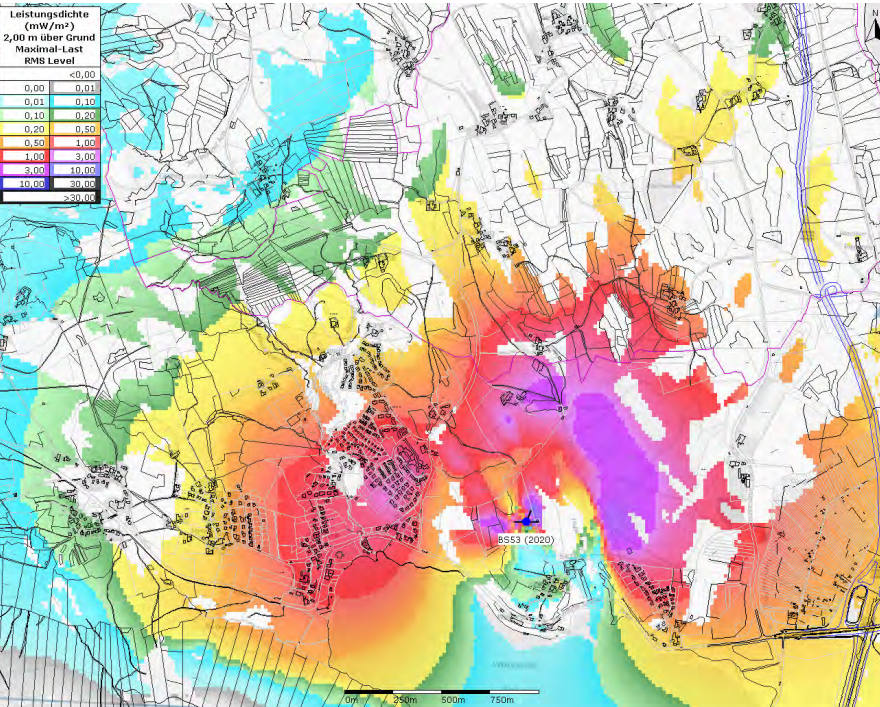 Leistungsdichte
(mW/m²)
2,00 m über Grund
Maximal-Last
RMS Level
<0,00
0,00 0,01
0,01 0,10
0,10 0,20
0,20 0,50
0,50 1,00
1,00 3,00
3,00 10,00
10,00 30,00
>30,00
N
BS53 (2020)
0m 250m 500m 750m